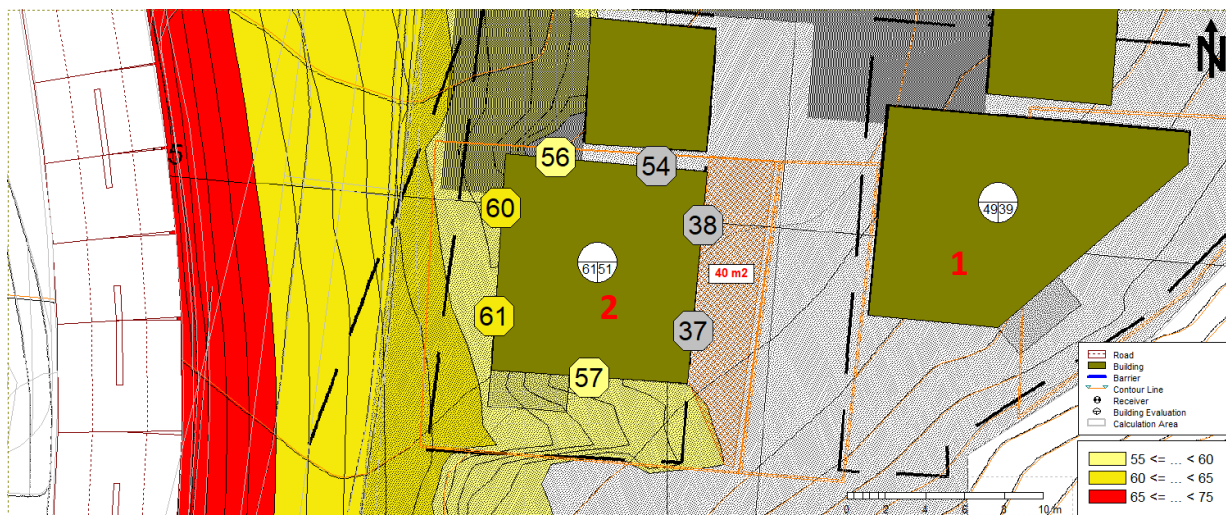 N
5
56
54
60
38
49 39
61 51
40 m2
1
2
61
37
57
Road
Building
Barrier
Contour Line
Receiver
Building Evaluation
Calculation Area
55 <= ... < 60
60 <= ... < 65
65 <= ... < 75
0 2 4 6 8 10 m